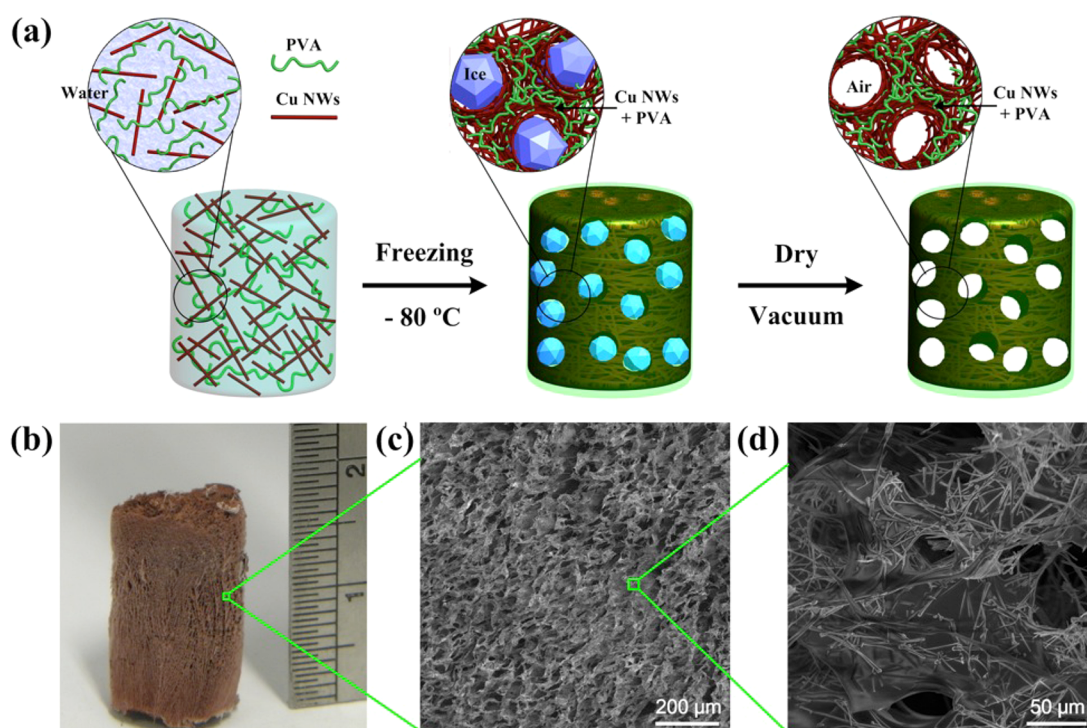 (a)
PVA
Water
Cu NWs
Ice
Cu NWs
+ PVA
Air
Cu NWs
+ PVA
Freezing
- 80 ºC
Dry
Vacuum
(b)
2
1
(c)
200 µm
(d)
50 µm